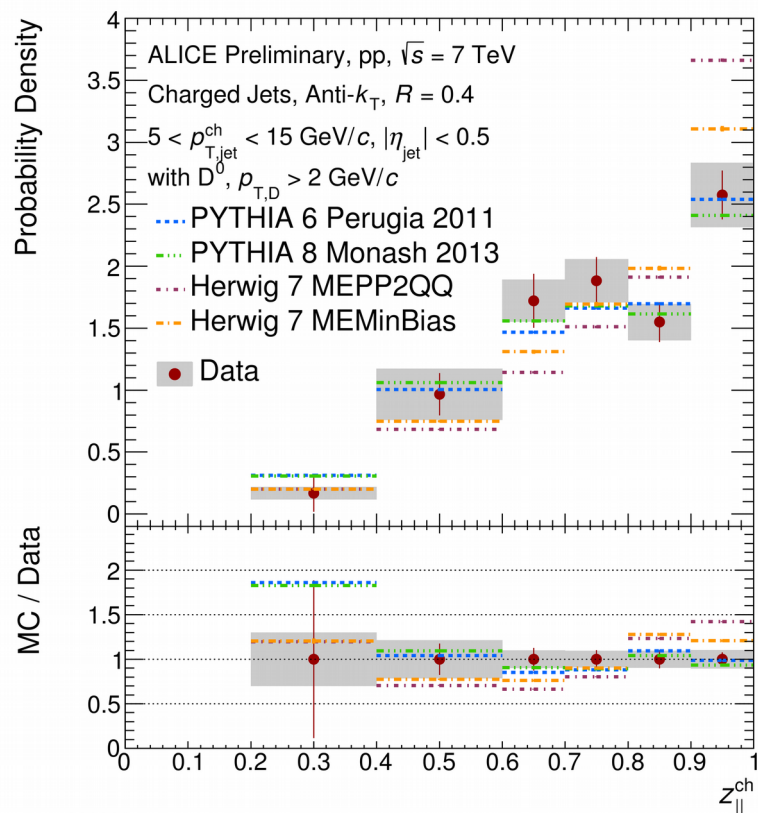 ALICE Preliminary, pp, √s = 7 TeV
Charged Jets, Anti-kT, R = 0.4
5 < p^ch_T,jet < 15 GeV/c, |η_jet| < 0.5
with D⁰, p_T,D > 2 GeV/c
PYTHIA 6 Perugia 2011
PYTHIA 8 Monash 2013
Herwig 7 MEPP2QQ
Herwig 7 MEMinBias
Data
Probability Density
4
3.5
3
2.5
2
1.5
1
0.5
0
MC / Data
2
1.5
1
0.5
0
0 0.1 0.2 0.3 0.4 0.5 0.6 0.7 0.8 0.9 1
z^ch_||